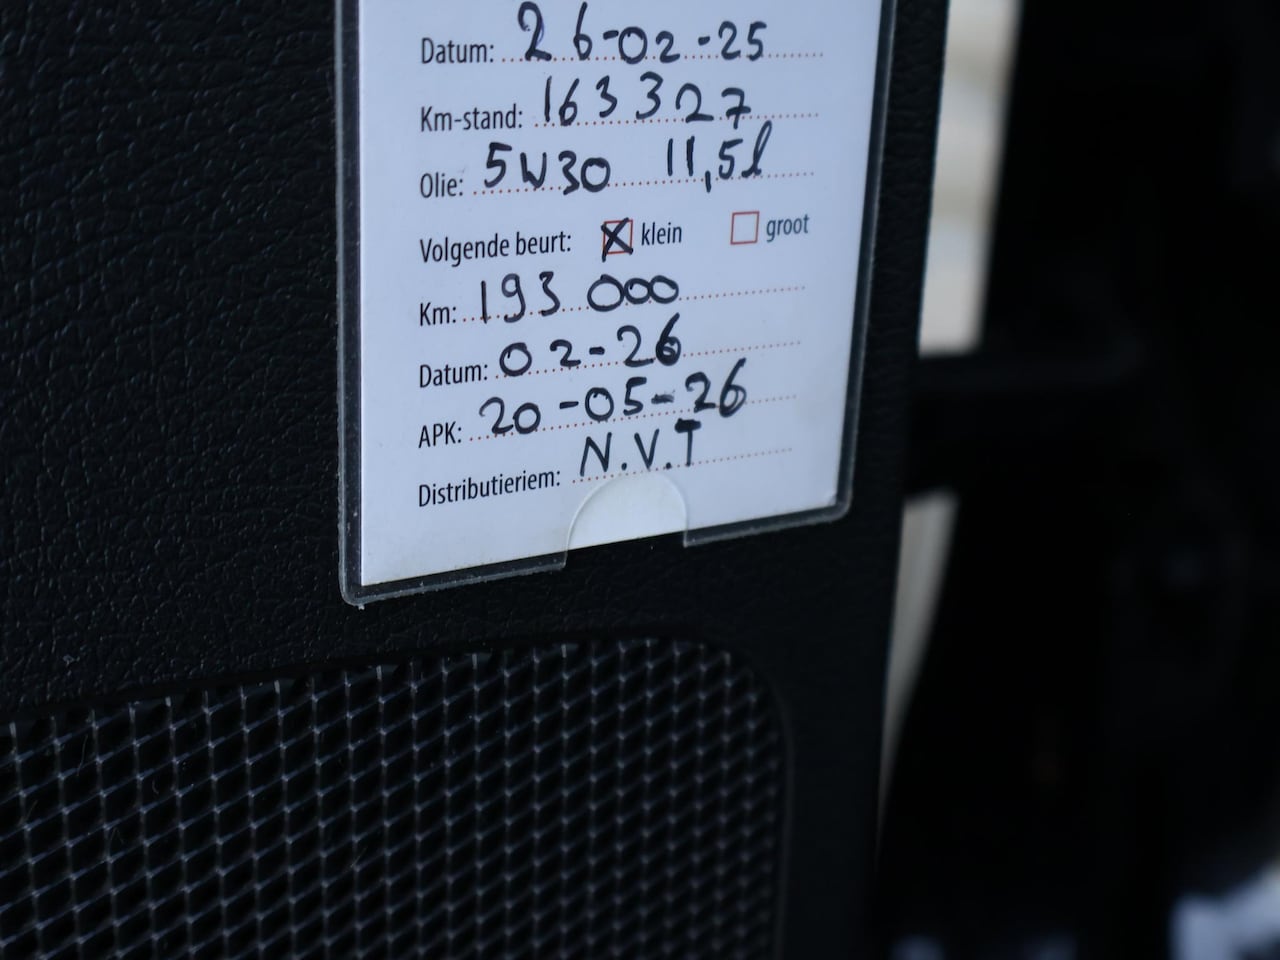 Datum: 26-02-25
Km-stand: 163327
Olie: 5W30 11,5l
Volgende beurt: klein groot
Km: 193 000
Datum: 02-26
APK: 20-05-26
Distributieriem: N.V.T